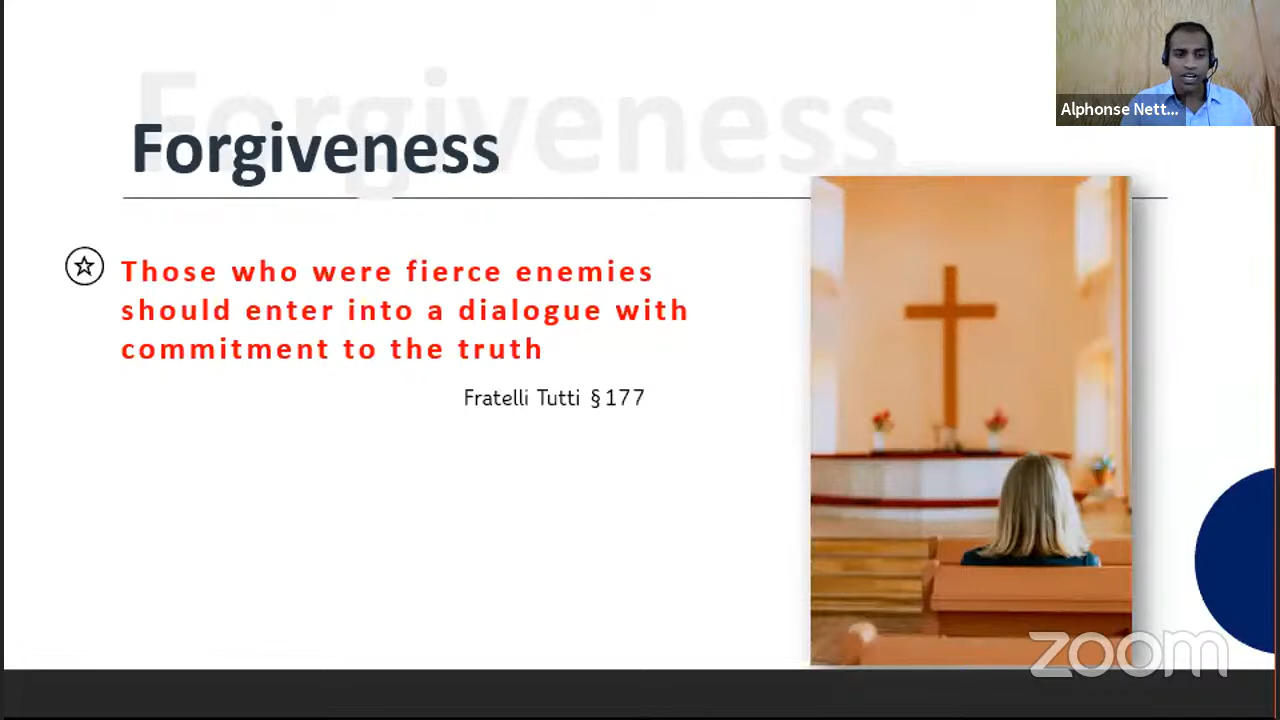 Forgiveness
Forgiveness
Alphonse Nett...
Those who were fierce enemies
should enter into a dialogue with
commitment to the truth
Fratelli Tutti §177
zoom